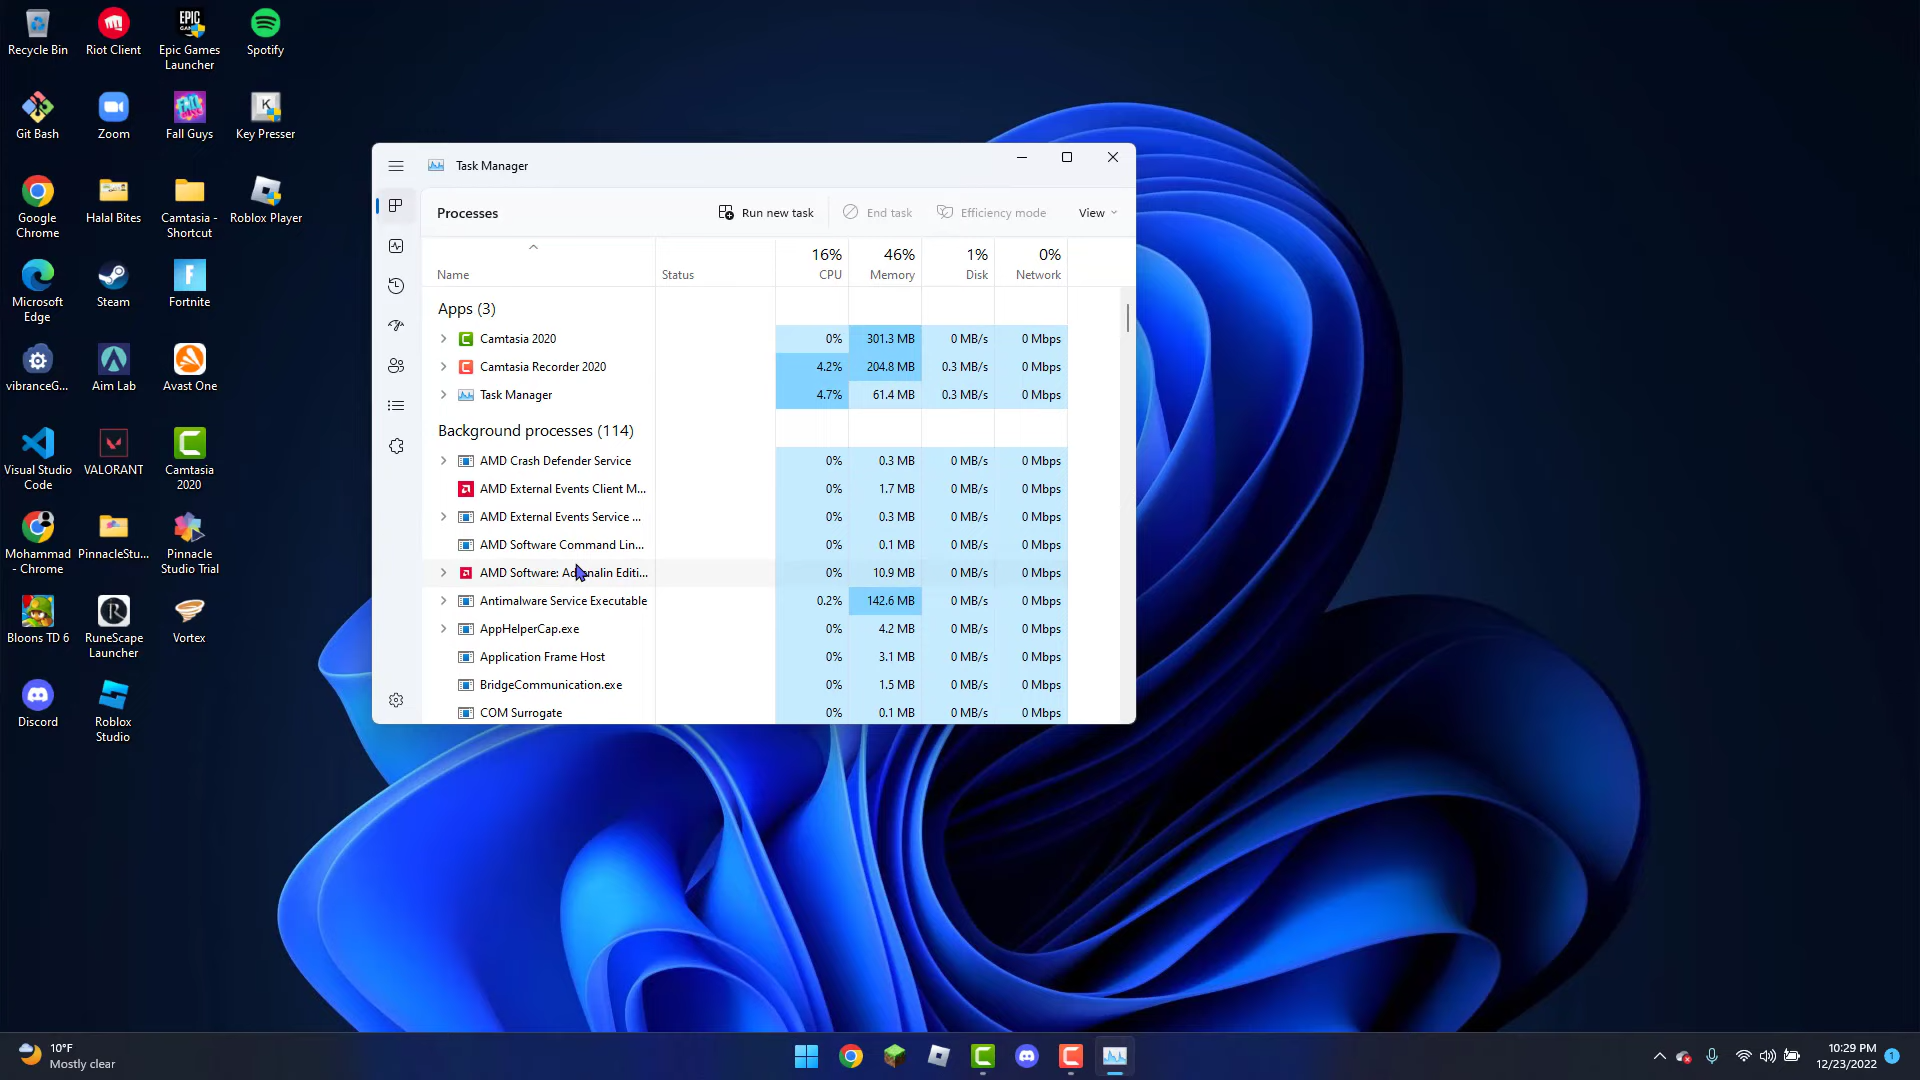 Recycle Bin
Riot Client
Epic Games
Launcher
Spotify
Git Bash
Zoom
Fall Guys
Key Presser
Google
Chrome
Halal Bites
Camtasia -
Shortcut
Roblox Player
Microsoft
Edge
Steam
Fortnite
vibranceG...
Aim Lab
Avast One
Visual Studio
Code
VALORANT
Camtasia
2020
Mohammad
- Chrome
PinnacleStu...
Pinnacle
Studio Trial
Bloons TD 6
RuneScape
Launcher
Vortex
Discord
Roblox
Studio
Task Manager
Processes
Run new task
End task
Efficiency mode
View
16% 46% 1% 0%
Name Status CPU Memory Disk Network
Apps (3)
Camtasia 2020 0% 301.3 MB 0 MB/s 0 Mbps
Camtasia Recorder 2020 4.2% 204.8 MB 0.3 MB/s 0 Mbps
Task Manager 4.7% 61.4 MB 0.3 MB/s 0 Mbps
Background processes (114)
AMD Crash Defender Service 0% 0.3 MB 0 MB/s 0 Mbps
AMD External Events Client M... 0% 1.7 MB 0 MB/s 0 Mbps
AMD External Events Service ... 0% 0.3 MB 0 MB/s 0 Mbps
AMD Software Command Lin... 0% 0.1 MB 0 MB/s 0 Mbps
AMD Software: Adrenalin Editi... 0% 10.9 MB 0 MB/s 0 Mbps
Antimalware Service Executable 0.2% 142.6 MB 0 MB/s 0 Mbps
AppHelperCap.exe 0% 4.2 MB 0 MB/s 0 Mbps
Application Frame Host 0% 3.1 MB 0 MB/s 0 Mbps
BridgeCommunication.exe 0% 1.5 MB 0 MB/s 0 Mbps
COM Surrogate 0% 0.1 MB 0 MB/s 0 Mbps
10°F
Mostly clear
10:29 PM
12/23/2022
1